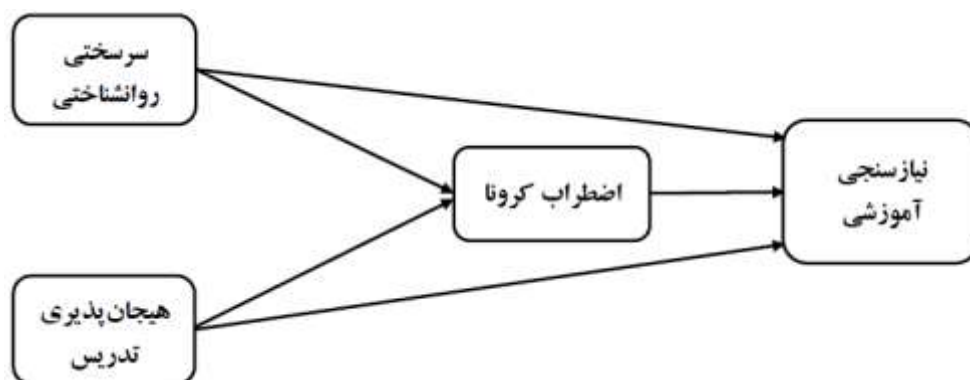 سرسختی
روانشناختی
اضطراب کرونا
نیازسنجی
آموزشی
هیجان‌پذیری
تدریس